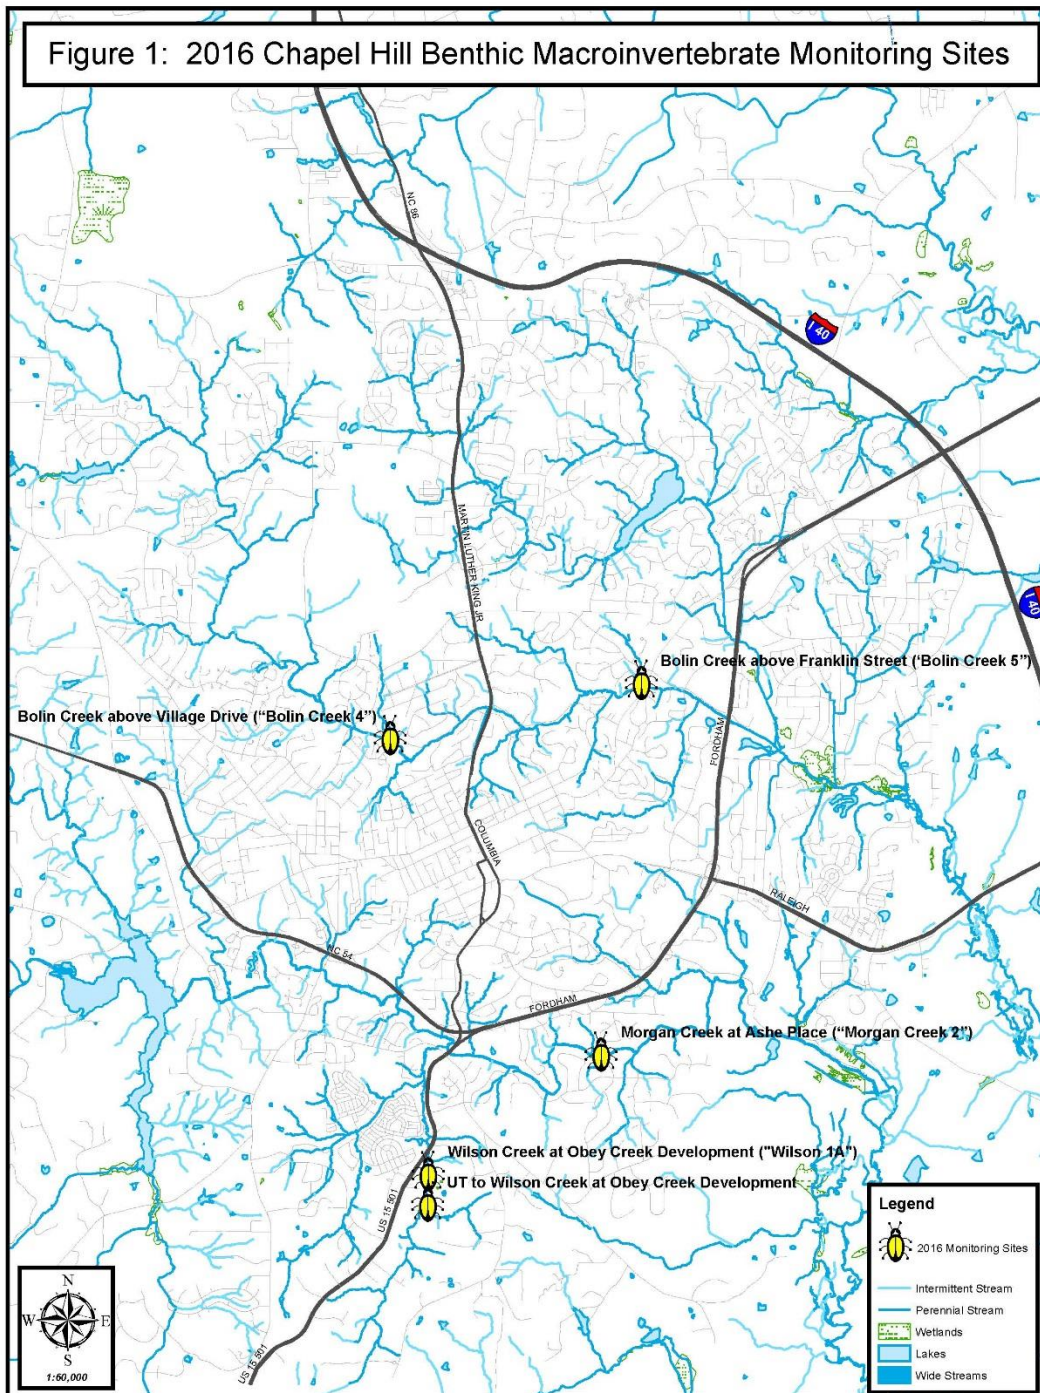 Figure 1: 2016 Chapel Hill Benthic Macroinvertebrate Monitoring Sites
NC 86
I 40
MARTIN LUTHER KING JR
I 40
Bolin Creek above Franklin Street ('Bolin Creek 5")
Bolin Creek above Village Drive (“Bolin Creek 4”)
FORDHAM
COLUMBIA
RALEIGH
NC 54
FORDHAM
Morgan Creek at Ashe Place (“Morgan Creek 2”)
Wilson Creek at Obey Creek Development ("Wilson 1A")
UT to Wilson Creek at Obey Creek Development
US 15 501
US 15 501
N
W E
S
1:60,000
Legend
2016 Monitoring Sites
Intermittent Stream
Perennial Stream
Wetlands
Lakes
Wide Streams